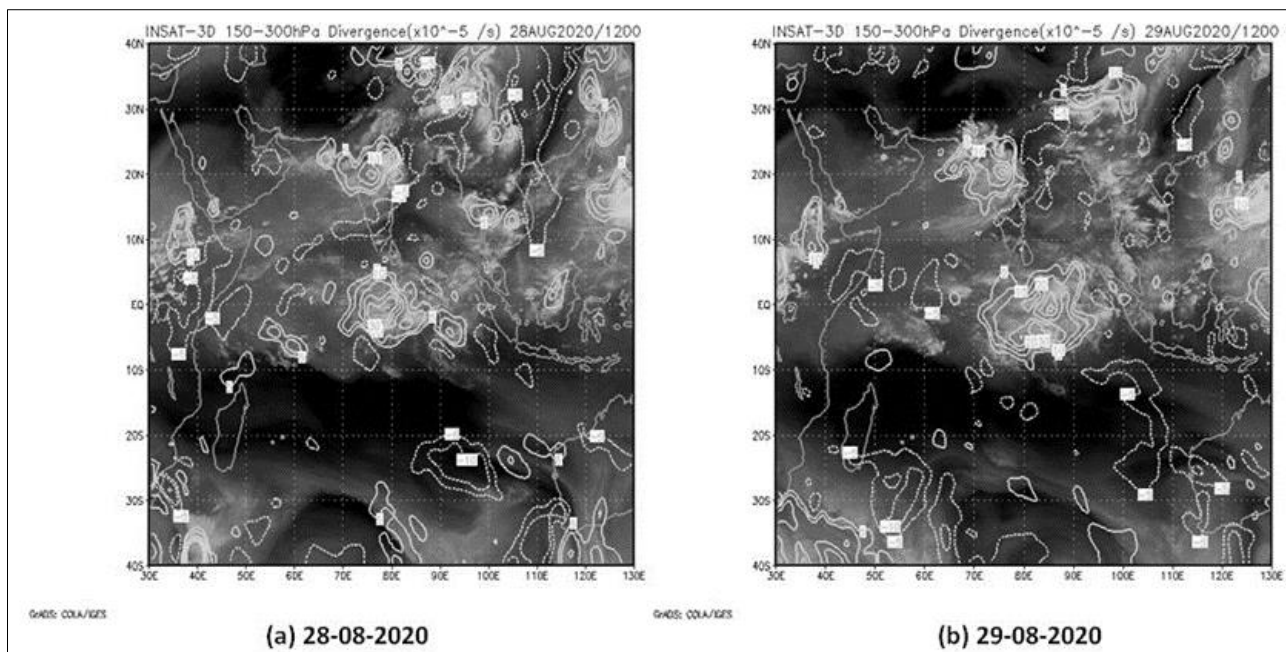 INSAT-3D 150-300hPa Divergence(x10^-5 /s) 28AUG2020/1200
40N
30N
20N
10N
EQ
10S
20S
30S
40S
30E 40E 50E 60E 70E 80E 90E 100E 110E 120E 130E
GrADS: COLA/IGES
(a) 28-08-2020
INSAT-3D 150-300hPa Divergence(x10^-5 /s) 29AUG2020/1200
40N
30N
20N
10N
EQ
10S
20S
30S
40S
30E 40E 50E 60E 70E 80E 90E 100E 110E 120E 130E
GrADS: COLA/IGES
(b) 29-08-2020